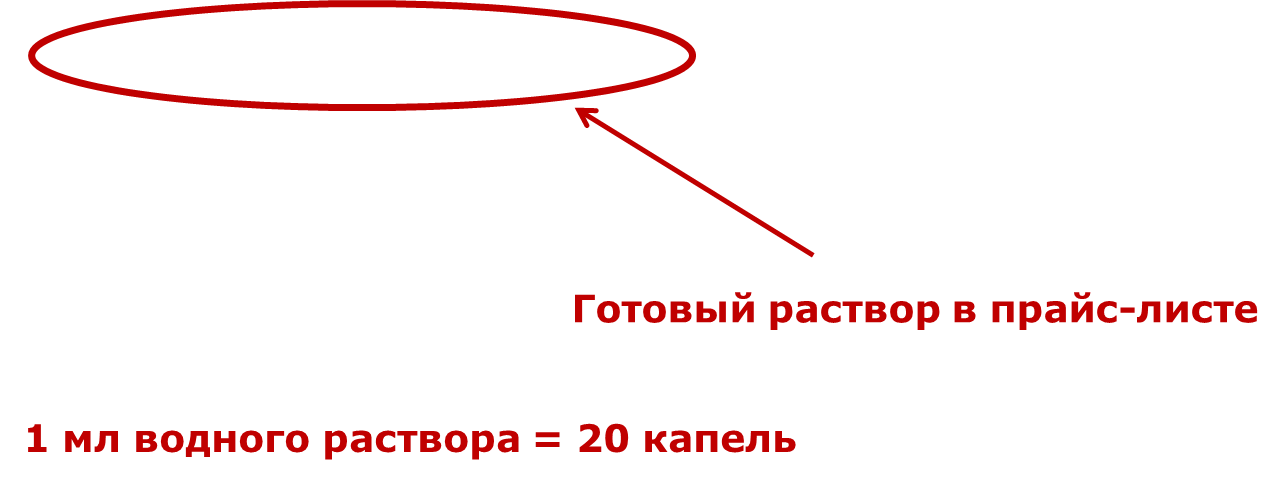 Готовый раствор в прайс-листе
1 мл водного раствора = 20 капель